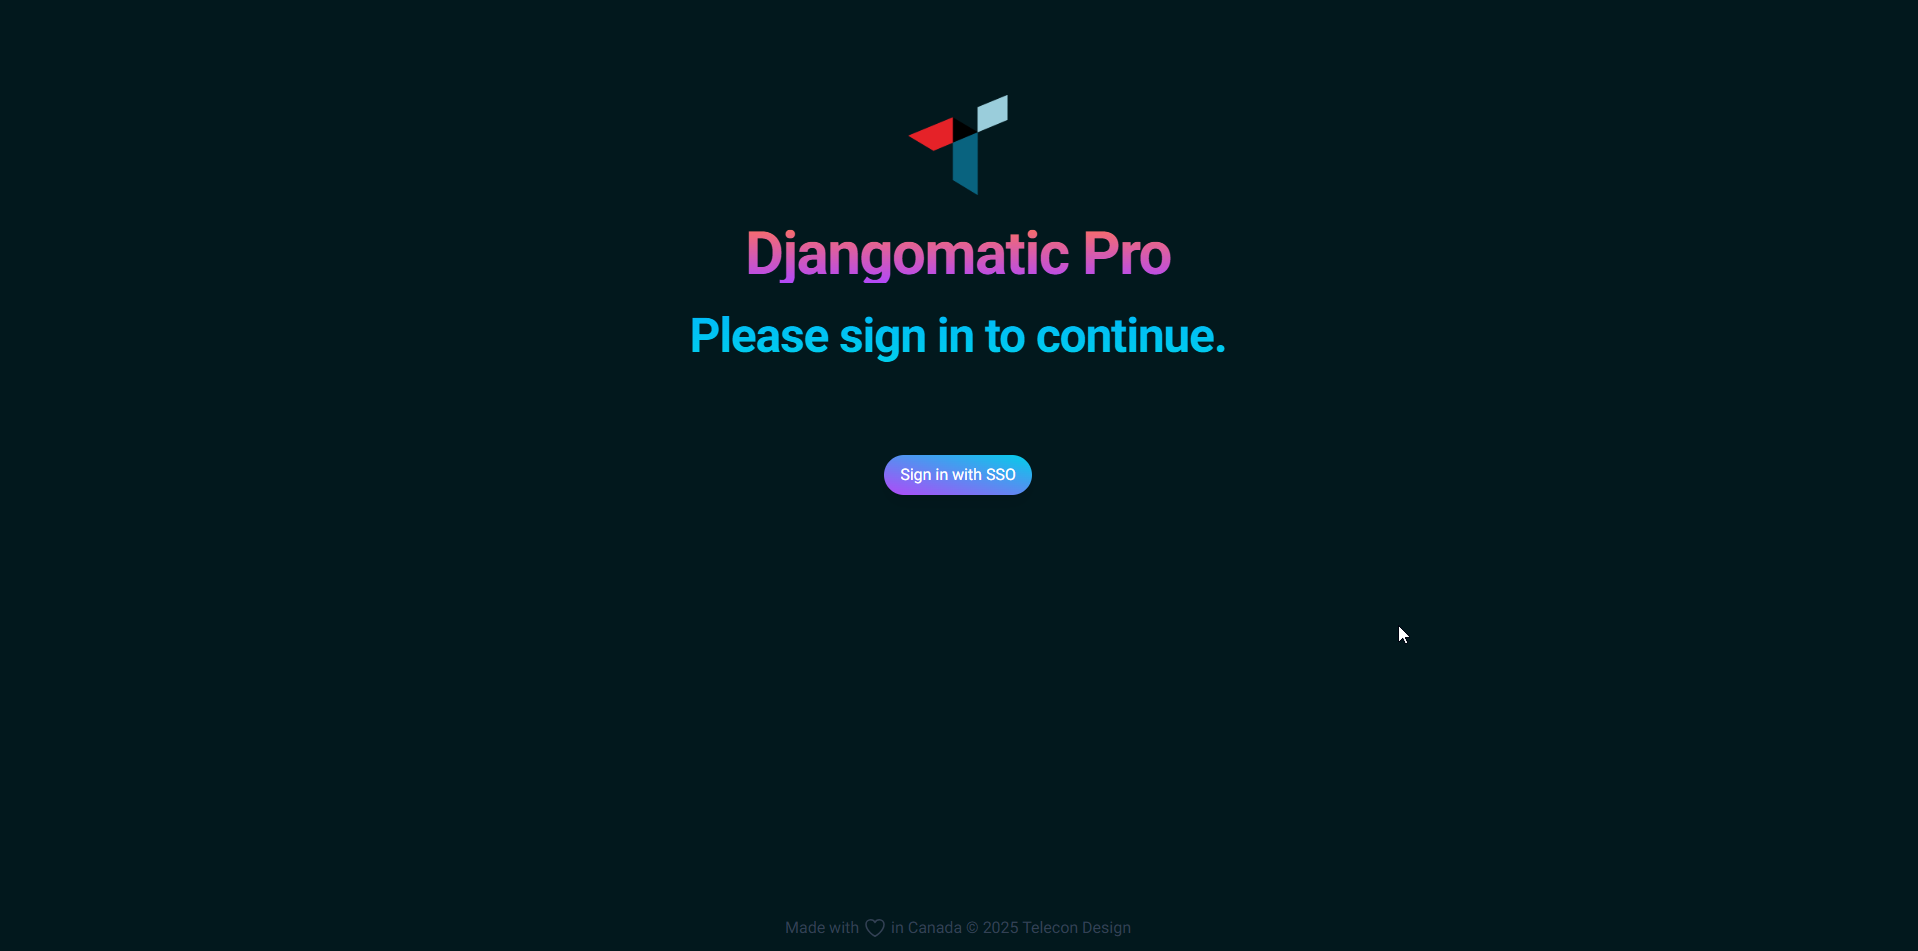 Djangomatic Pro
Please sign in to continue.
Sign in with SSO
Made with ♡ in Canada © 2025 Telecon Design